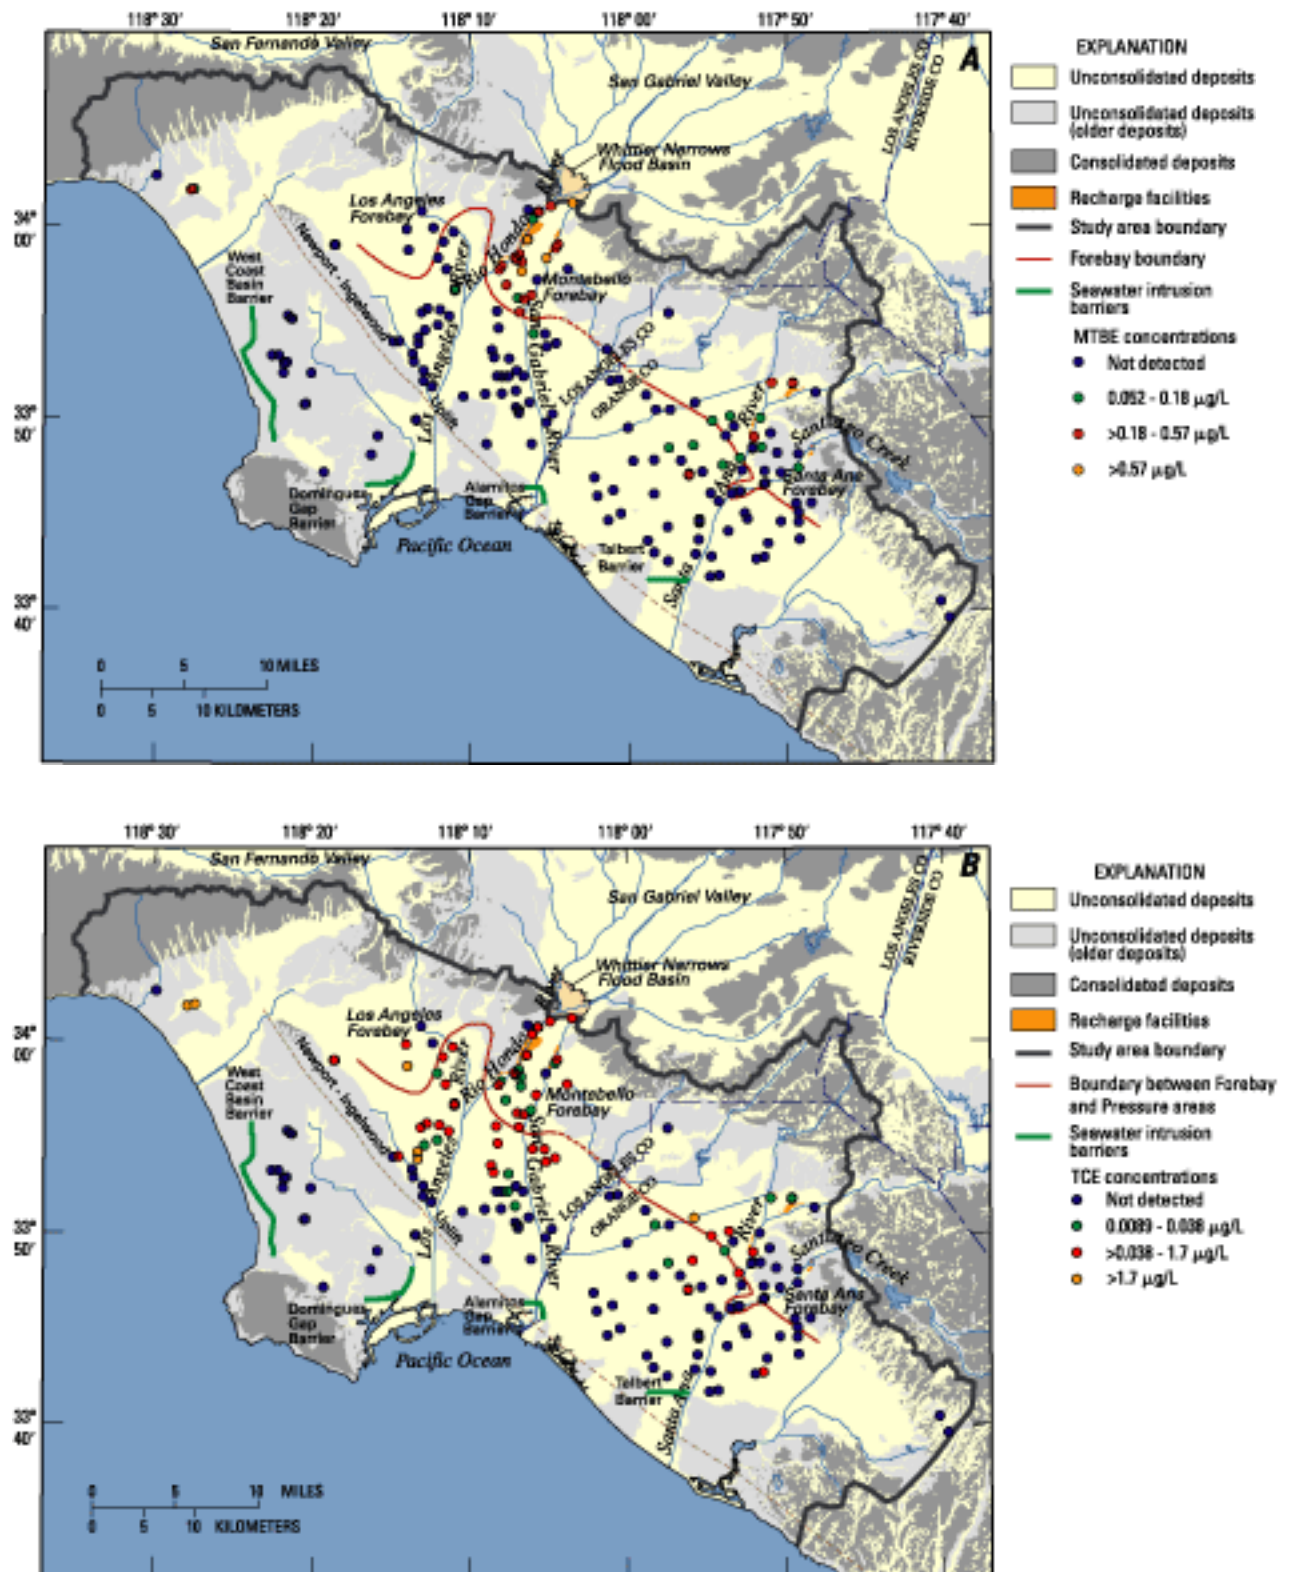 118° 30'
118° 20'
118° 10'
118° 00'
117° 50'
117° 40'
A
San Fernando Valley
San Gabriel Valley
LOS ANGELES CO
RIVERSIDE CO
Whittier Narrows
Flood Basin
Los Angeles
Forebay
34°
00'
Newport - Inglewood
Uplift
West
Coast
Basin
Barrier
Rio Hondo
River
Montebello
Forebay
Los Angeles
San Gabriel
River
LOS ANGELES CO
ORANGE CO
33°
50'
River
Santiago Creek
Santa Ana
Forebay
Dominguez
Gap
Barrier
Alamitos
Gap
Barrier
Pacific Ocean
Talbert
Barrier
Santa Ana
33°
40'
0 5 10 MILES
0 5 10 KILOMETERS
EXPLANATION
Unconsolidated deposits
Unconsolidated deposits
(older deposits)
Consolidated deposits
Recharge facilities
Study area boundary
Forebay boundary
Seawater intrusion
barriers
MTBE concentrations
Not detected
0.052 - 0.18 µg/L
>0.18 - 0.57 µg/L
>0.57 µg/L
118° 30'
118° 20'
118° 10'
118° 00'
117° 50'
117° 40'
B
San Fernando Valley
San Gabriel Valley
LOS ANGELES CO
RIVERSIDE CO
Whittier Narrows
Flood Basin
Los Angeles
Forebay
34°
00'
Newport - Inglewood
Uplift
West
Coast
Basin
Barrier
Rio Hondo
River
Montebello
Forebay
Los Angeles
San Gabriel
River
LOS ANGELES CO
ORANGE CO
33°
50'
River
Santiago Creek
Santa Ana
Forebay
Dominguez
Gap
Barrier
Alamitos
Gap
Barrier
Pacific Ocean
Talbert
Barrier
Santa Ana
33°
40'
0 5 10 MILES
0 5 10 KILOMETERS
EXPLANATION
Unconsolidated deposits
Unconsolidated deposits
(older deposits)
Consolidated deposits
Recharge facilities
Study area boundary
Boundary between Forebay
and Pressure areas
Seawater intrusion
barriers
TCE concentrations
Not detected
0.0089 - 0.038 µg/L
>0.038 - 1.7 µg/L
>1.7 µg/L